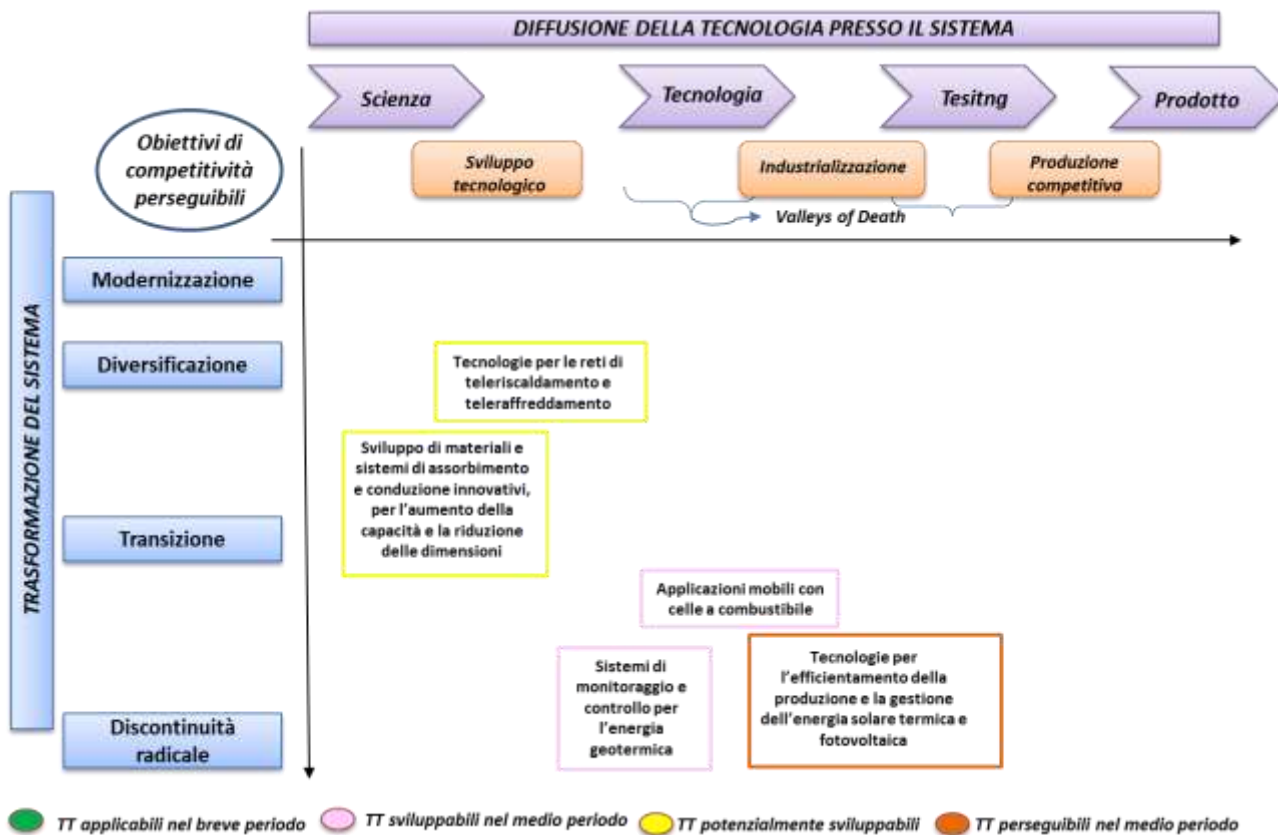 DIFFUSIONE DELLA TECNOLOGIA PRESSO IL SISTEMA
Scienza
Tecnologia
Tesitng
Prodotto
Obiettivi di
competitività
perseguibili
Sviluppo
tecnologico
Industrializzazione
Produzione
competitiva
Valleys of Death
TRASFORMAZIONE DEL SISTEMA
Modernizzazione
Diversificazione
Tecnologie per le reti di
teleriscaldamento e
teleraffreddamento
Sviluppo di materiali e
sistemi di assorbimento
e conduzione innovativi,
per l'aumento della
capacità e la riduzione
delle dimensioni
Transizione
Applicazioni mobili con
celle a combustibile
Sistemi di
monitoraggio e
controllo per
l'energia
geotermica
Tecnologie per
l'efficientamento della
produzione e la gestione
dell'energia solare termica e
fotovoltaica
Discontinuità
radicale
TT applicabili nel breve periodo
TT sviluppabili nel medio periodo
TT potenzialmente sviluppabili
TT perseguibili nel medio periodo